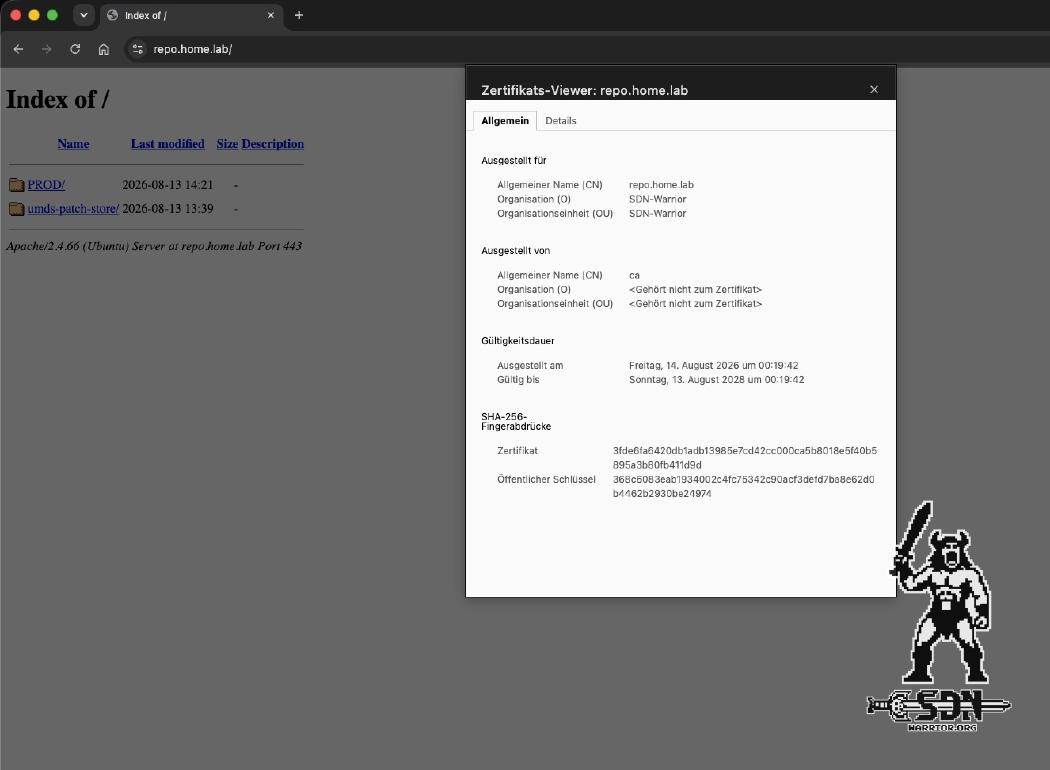 Index of /
repo.home.lab/
Index of /
Name Last modified Size Description
PROD/ 2026-08-13 14:21 -
umds-patch-store/ 2026-08-13 13:39 -
Apache/2.4.66 (Ubuntu) Server at repo.home.lab Port 443
Zertifikats-Viewer: repo.home.lab
Allgemein Details
Ausgestellt für
Allgemeiner Name (CN) repo.home.lab
Organisation (O) SDN-Warrior
Organisationseinheit (OU) SDN-Warrior
Ausgestellt von
Allgemeiner Name (CN) ca
Organisation (O) <Gehört nicht zum Zertifikat>
Organisationseinheit (OU) <Gehört nicht zum Zertifikat>
Gültigkeitsdauer
Ausgestellt am Freitag, 14. August 2026 um 00:19:42
Gültig bis Sonntag, 13. August 2028 um 00:19:42
SHA-256-
Fingerabdrücke
Zertifikat 3fde6fa6420db1adb13985e7cd42cc000ca5b8018e5f40b5
895a3b80fb411d9d
Öffentlicher Schlüssel 368c6083eab1934002c4fc75342c90acf3defd7ba8e62d0
b4462b2930be24974
SDN
WARRIOR.ORG